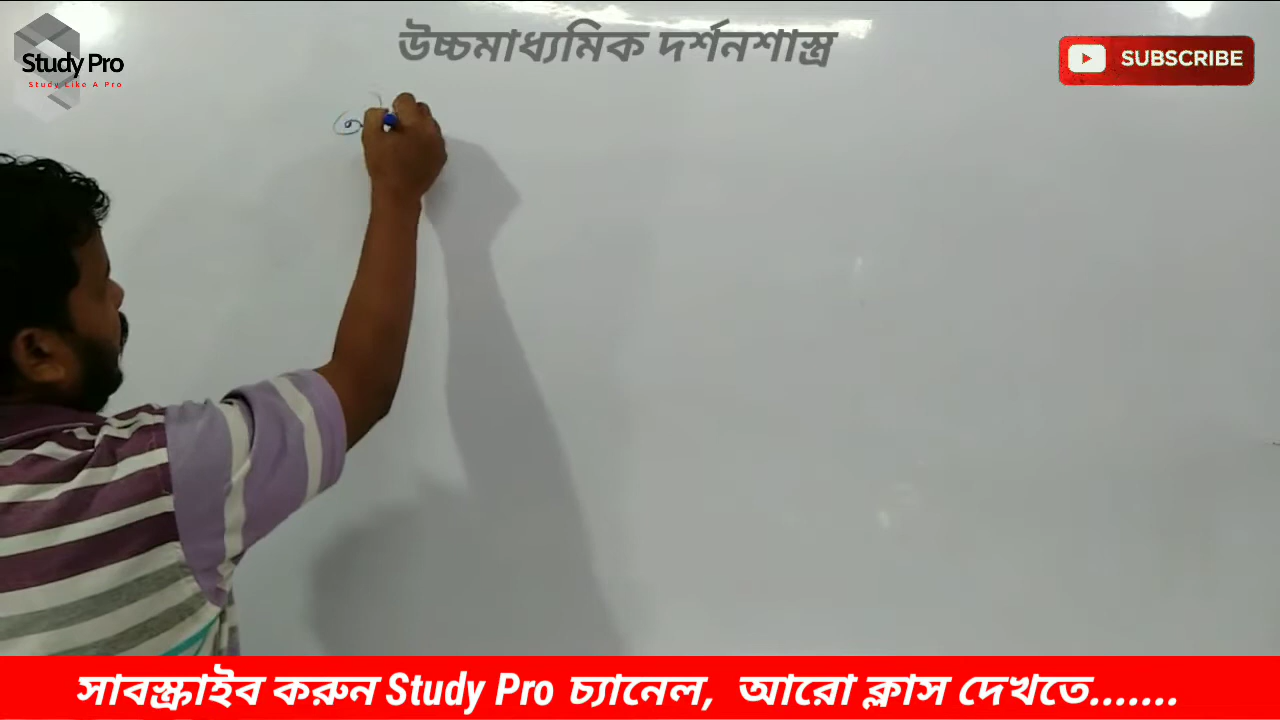 উচ্চমাধ্যমিক দর্শনশাস্ত্র
Study Pro
Study Like A Pro
SUBSCRIBE
সাবস্ক্রাইব করুন Study Pro চ্যানেল, আরো ক্লাস দেখতে.......